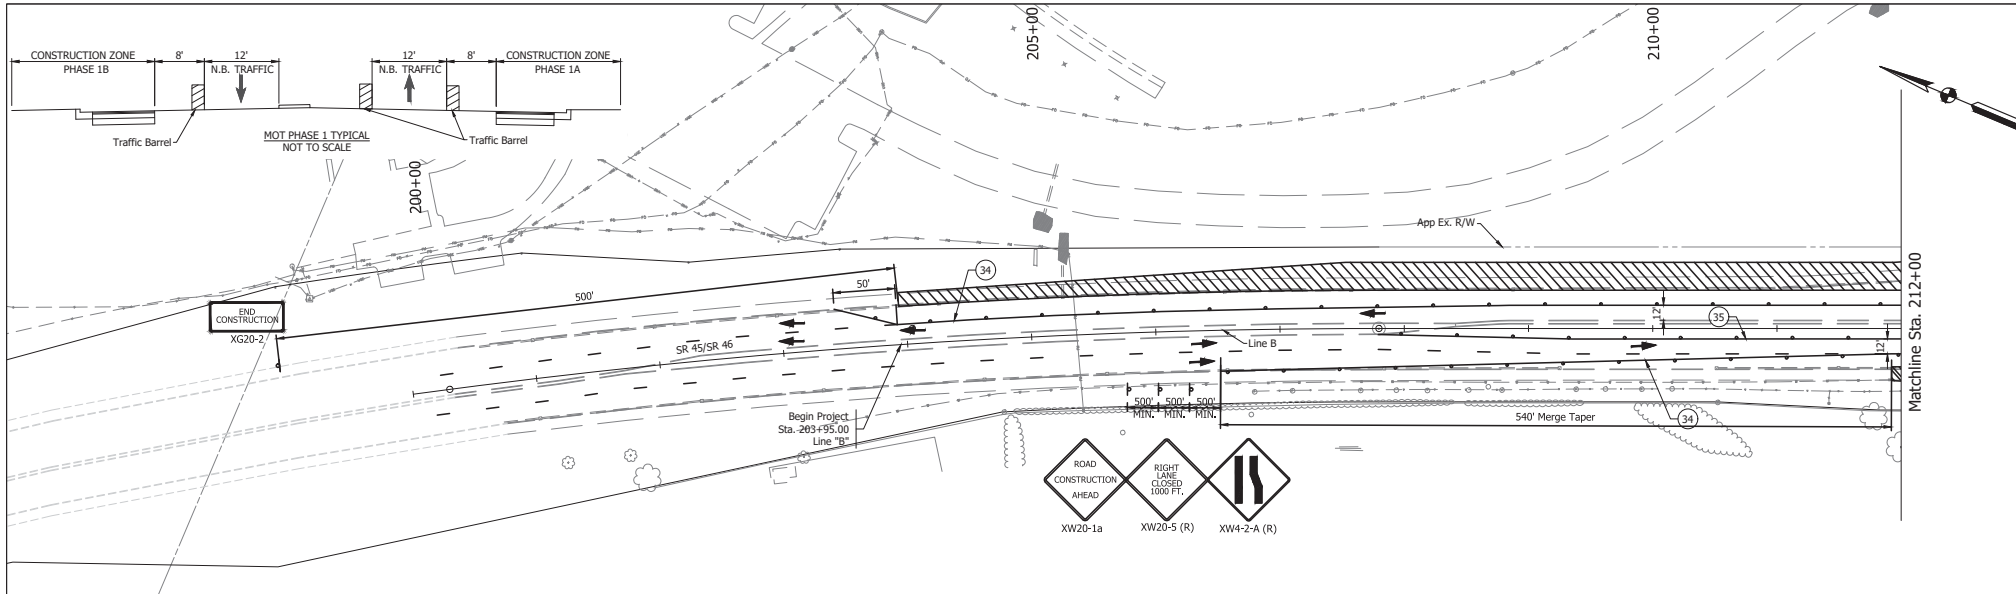 CONSTRUCTION ZONE
PHASE 1B
8'
12'
N.B. TRAFFIC
12'
N.B. TRAFFIC
8'
CONSTRUCTION ZONE
PHASE 1A
Traffic Barrel
MOT PHASE 1 TYPICAL
NOT TO SCALE
Traffic Barrel
200+00
205+00
210+00
App Ex. R/W
Matchline Sta. 212+00
END
CONSTRUCTION
XG20-2
500'
50'
34
SR 45/SR 46
Line B
12'
35
12'
Begin Project
Sta. 203+95.00
Line "B"
500'
MIN.
500'
MIN.
500'
MIN.
540' Merge Taper
34
ROAD
CONSTRUCTION
AHEAD
XW20-1a
RIGHT
LANE
CLOSED
1000 FT.
XW20-5 (R)
XW4-2-A (R)